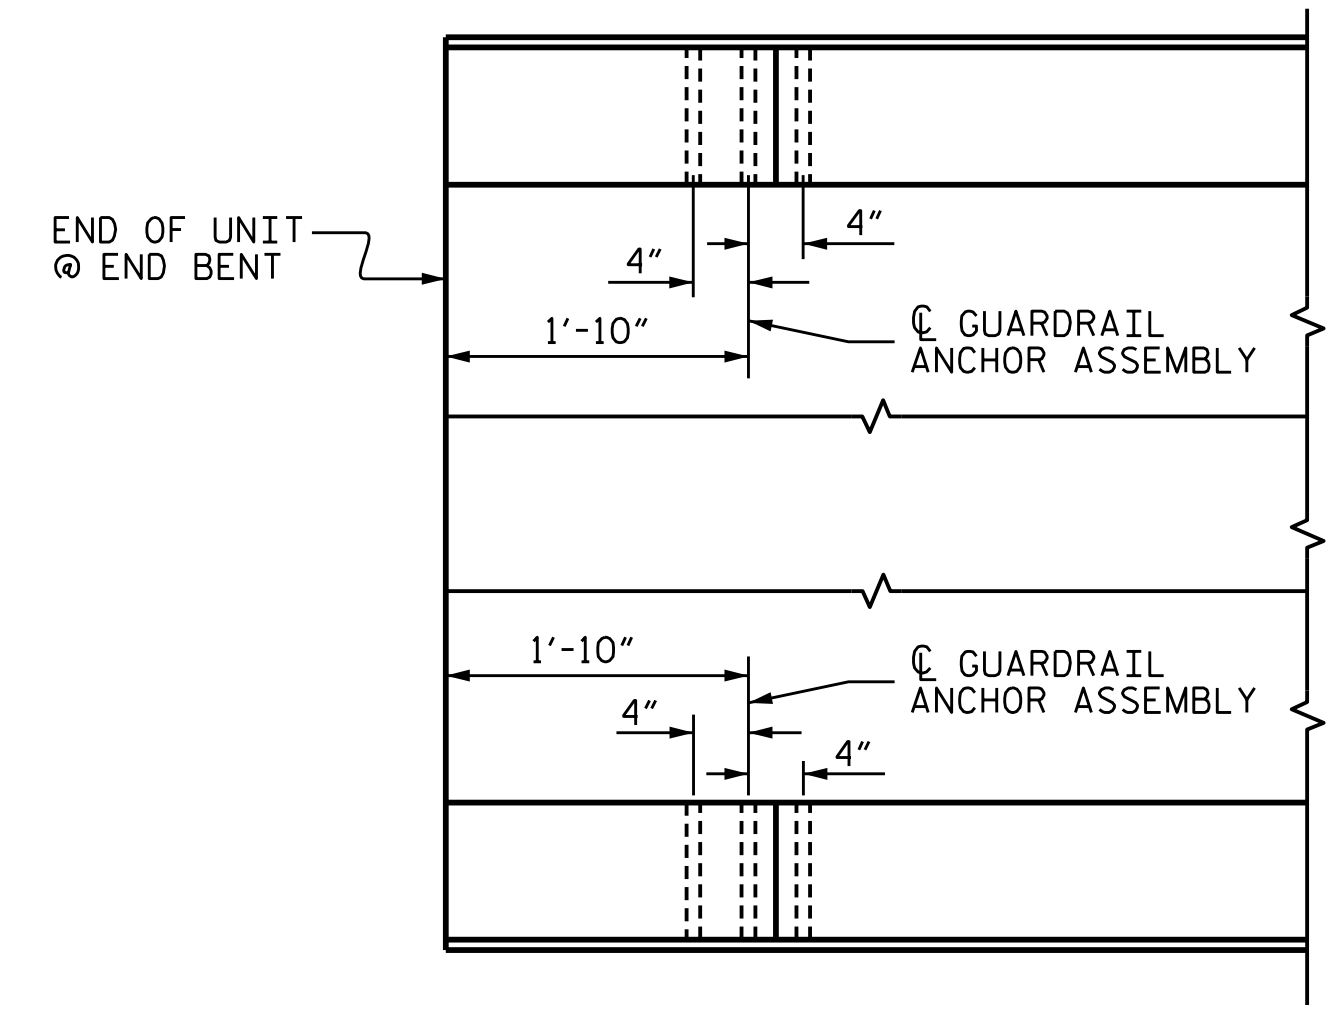 END OF UNIT
@ END BENT
4"
4"
1'-10"
℄ GUARDRAIL
ANCHOR ASSEMBLY
1'-10"
℄ GUARDRAIL
ANCHOR ASSEMBLY
4"
4"